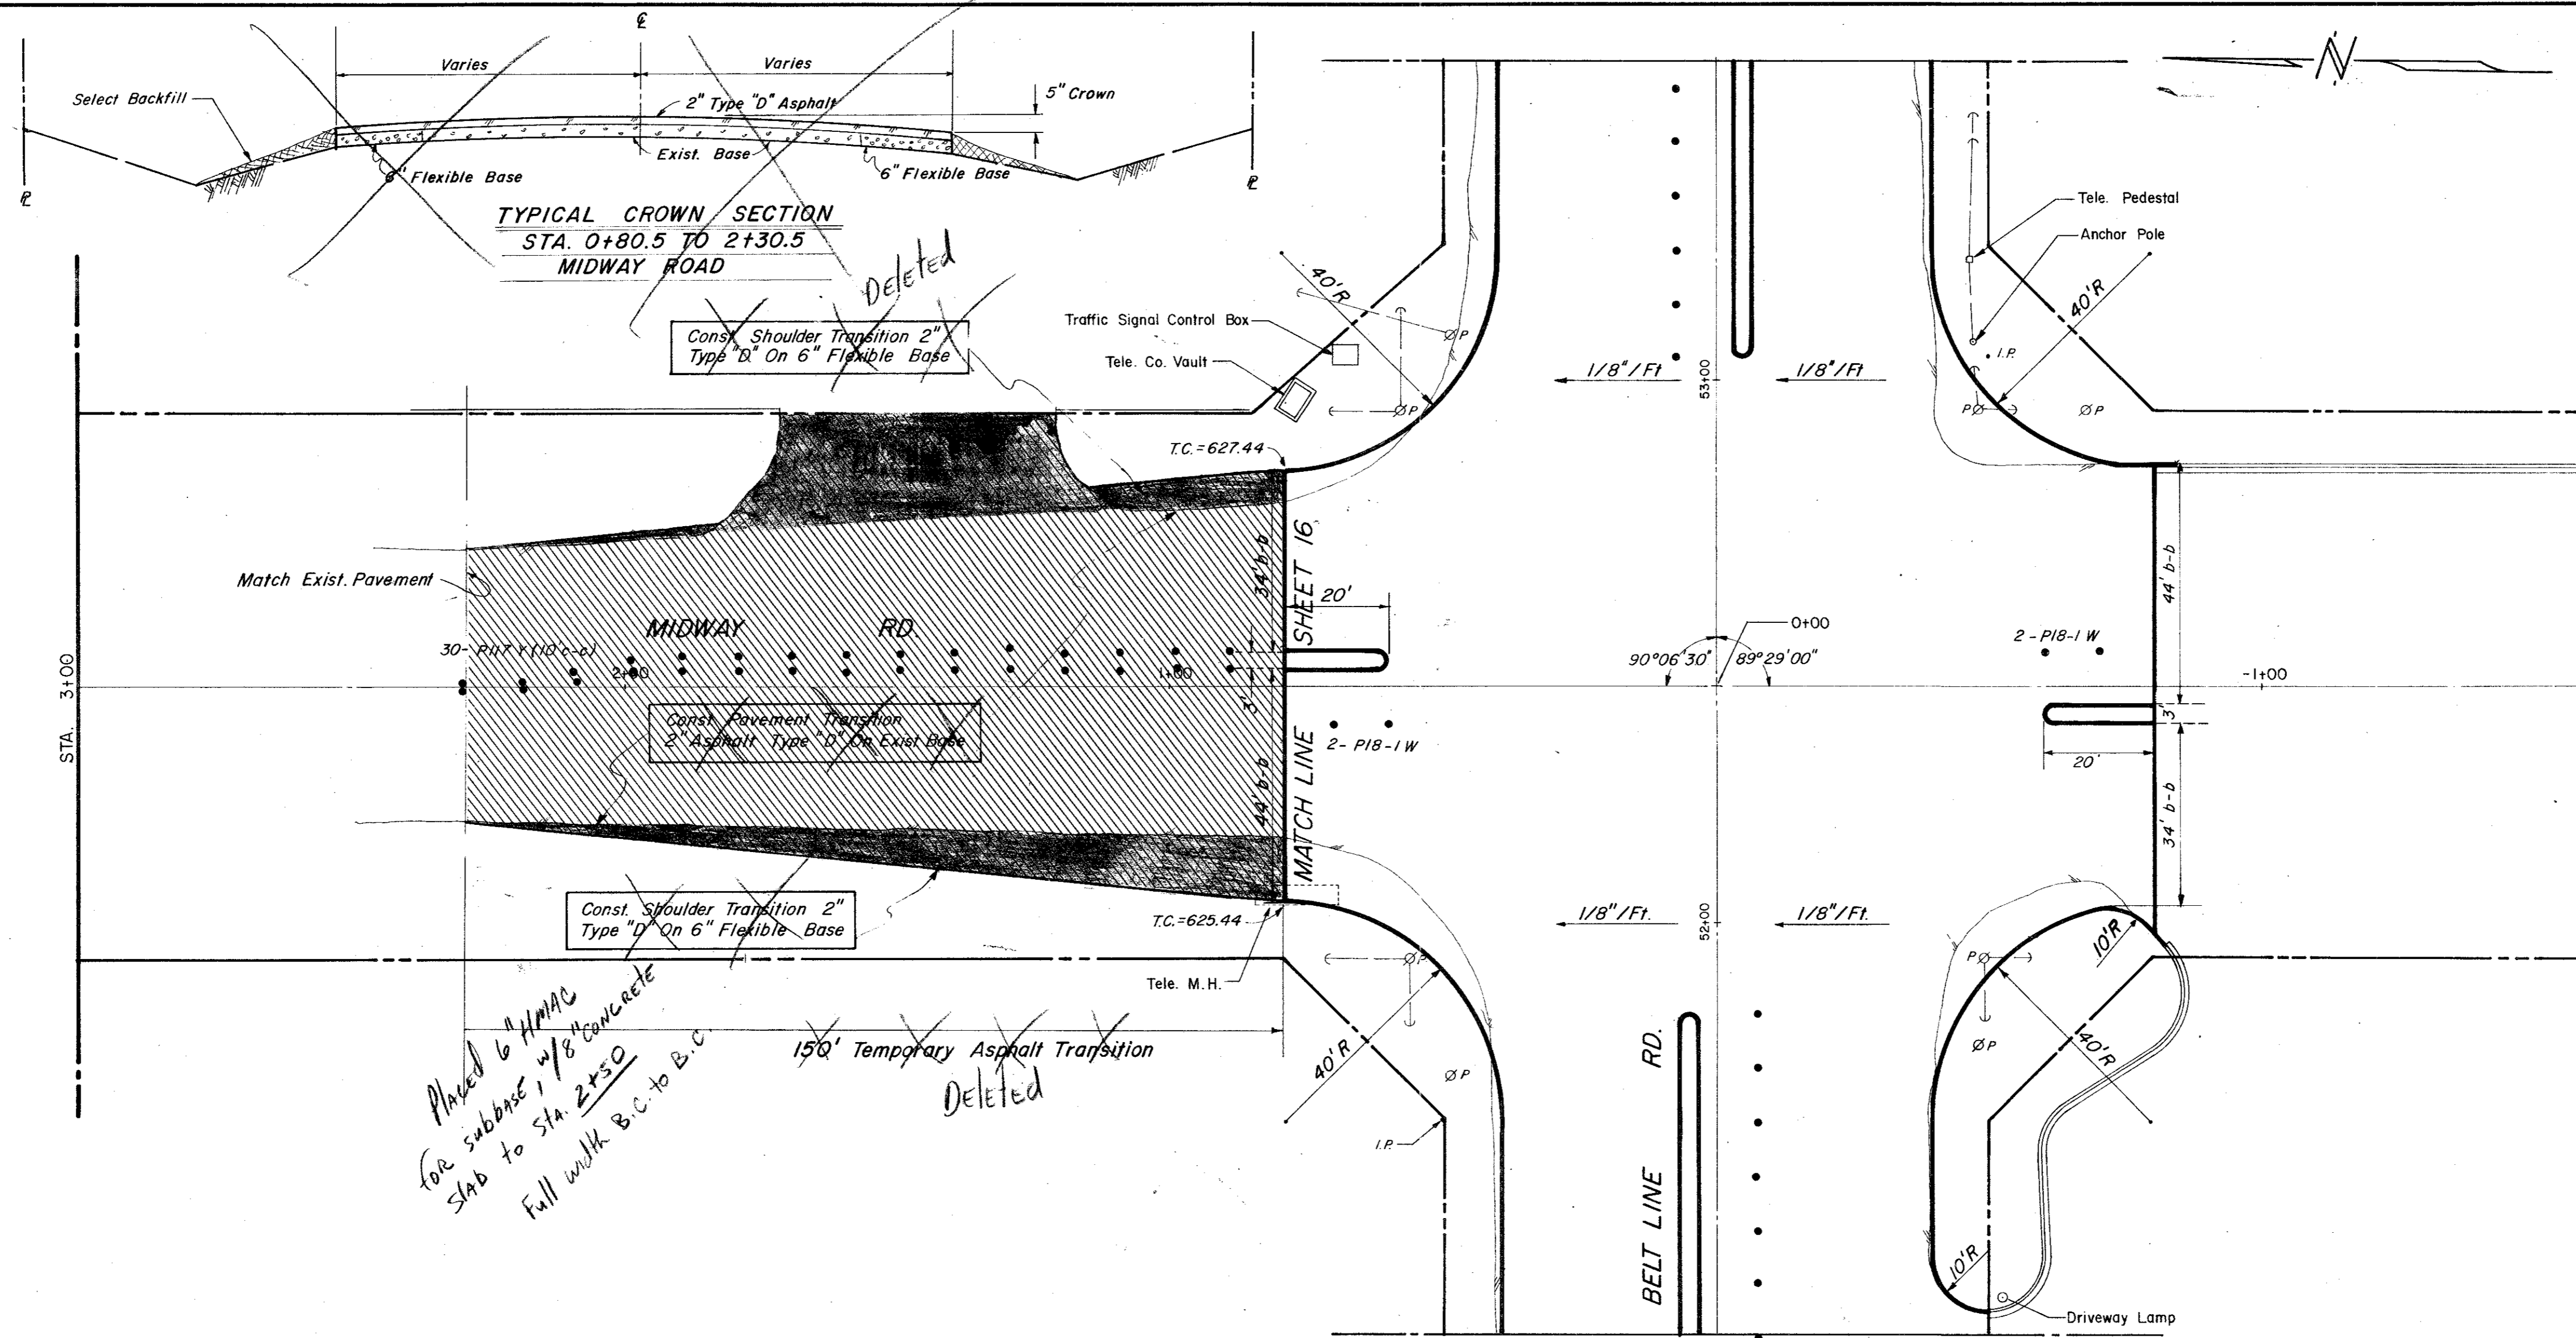 ℄
Varies
Varies
Select Backfill
2" Type "D" Asphalt
5" Crown
Exist. Base
6" Flexible Base
6" Flexible Base
℄
℄
TYPICAL CROWN SECTION
STA. 0+80.5 TO 2+30.5
MIDWAY ROAD
Deleted
Const. Shoulder Transition 2"
Type "D" On 6" Flexible Base
N
Tele. Pedestal
Anchor Pole
40'R
40'R
Traffic Signal Control Box
Tele. Co. Vault
P
P
I.P.
P
P
1/8"/Ft
1/8"/Ft
53+00
T.C.=627.44
Match Exist. Pavement
34' b-b
SHEET 16
20'
44' b-b
MIDWAY RD.
30- P117 Y (10' c-c)
2+00
1+00
STA. 3+00
0+00
90°06'30"
89°29'00"
2-P18-1 W
-1+00
3'
3'
Const. Pavement Transition
2" Asphalt Type "D" On Exist Base
2-P18-1 W
20'
44' b-b
MATCH LINE
34' b-b
Const. Shoulder Transition 2"
Type "D" On 6" Flexible Base
T.C.=625.44
1/8"/Ft.
1/8"/Ft.
52+00
10'R
P
P
Tele. M.H.
150' Temporary Asphalt Transition
Deleted
Placed 6" HMAC
for subbase, w/8" concrete
slab to Sta. 2+50
Full width B.C. to B.C.
40'R
P
P
40'R
I.P.
BELT LINE RD.
10'R
Driveway Lamp